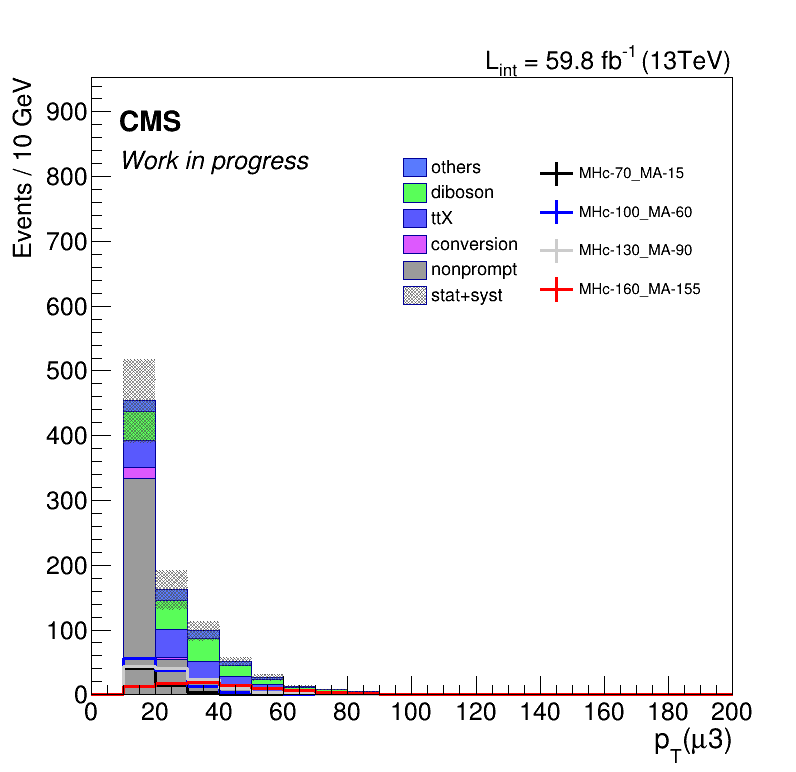 L_int = 59.8 fb^-1 (13TeV)
Events / 10 GeV
CMS
Work in progress
others
diboson
ttX
conversion
nonprompt
stat+syst
MHc-70_MA-15
MHc-100_MA-60
MHc-130_MA-90
MHc-160_MA-155
900
800
700
600
500
400
300
200
100
0
0 20 40 60 80 100 120 140 160 180 200
p_T(μ3)